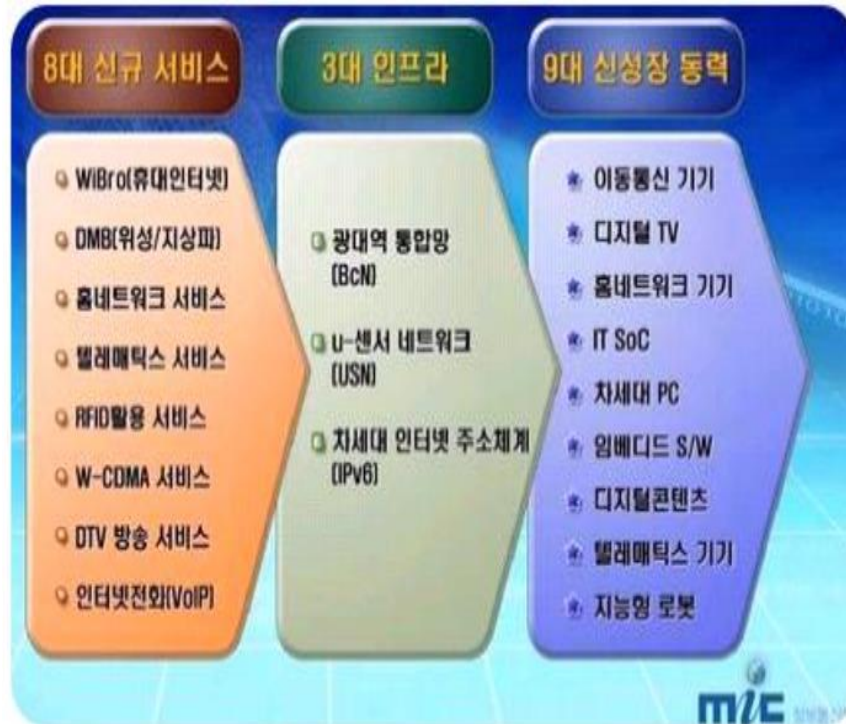 8대 신규 서비스
WiBro(휴대인터넷)
DMB(위성/지상파)
홈네트워크 서비스
텔레매틱스 서비스
RFID활용 서비스
W-CDMA 서비스
DTV 방송 서비스
인터넷전화(VoIP)
3대 인프라
광대역 통합망
(BcN)
u-센서 네트워크
(USN)
차세대 인터넷 주소체계
(IPv6)
9대 신성장 동력
이동통신 기기
디지털 TV
홈네트워크 기기
IT SoC
차세대 PC
임베디드 S/W
디지털콘텐츠
텔레매틱스 기기
지능형 로봇
mic